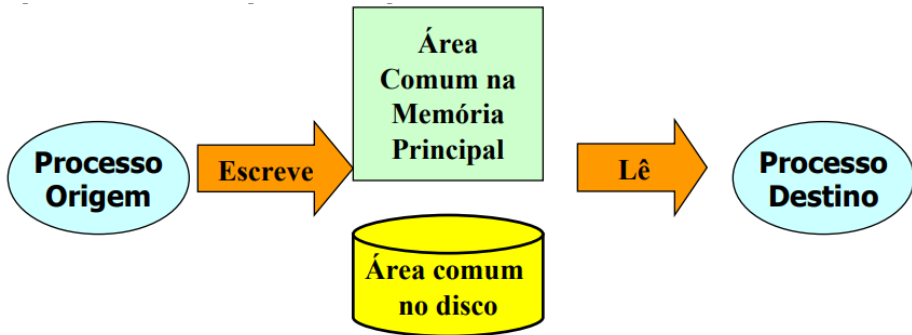 Processo
Origem
Escreve
Área
Comum na
Memória
Principal
Área comum
no disco
Lê
Processo
Destino